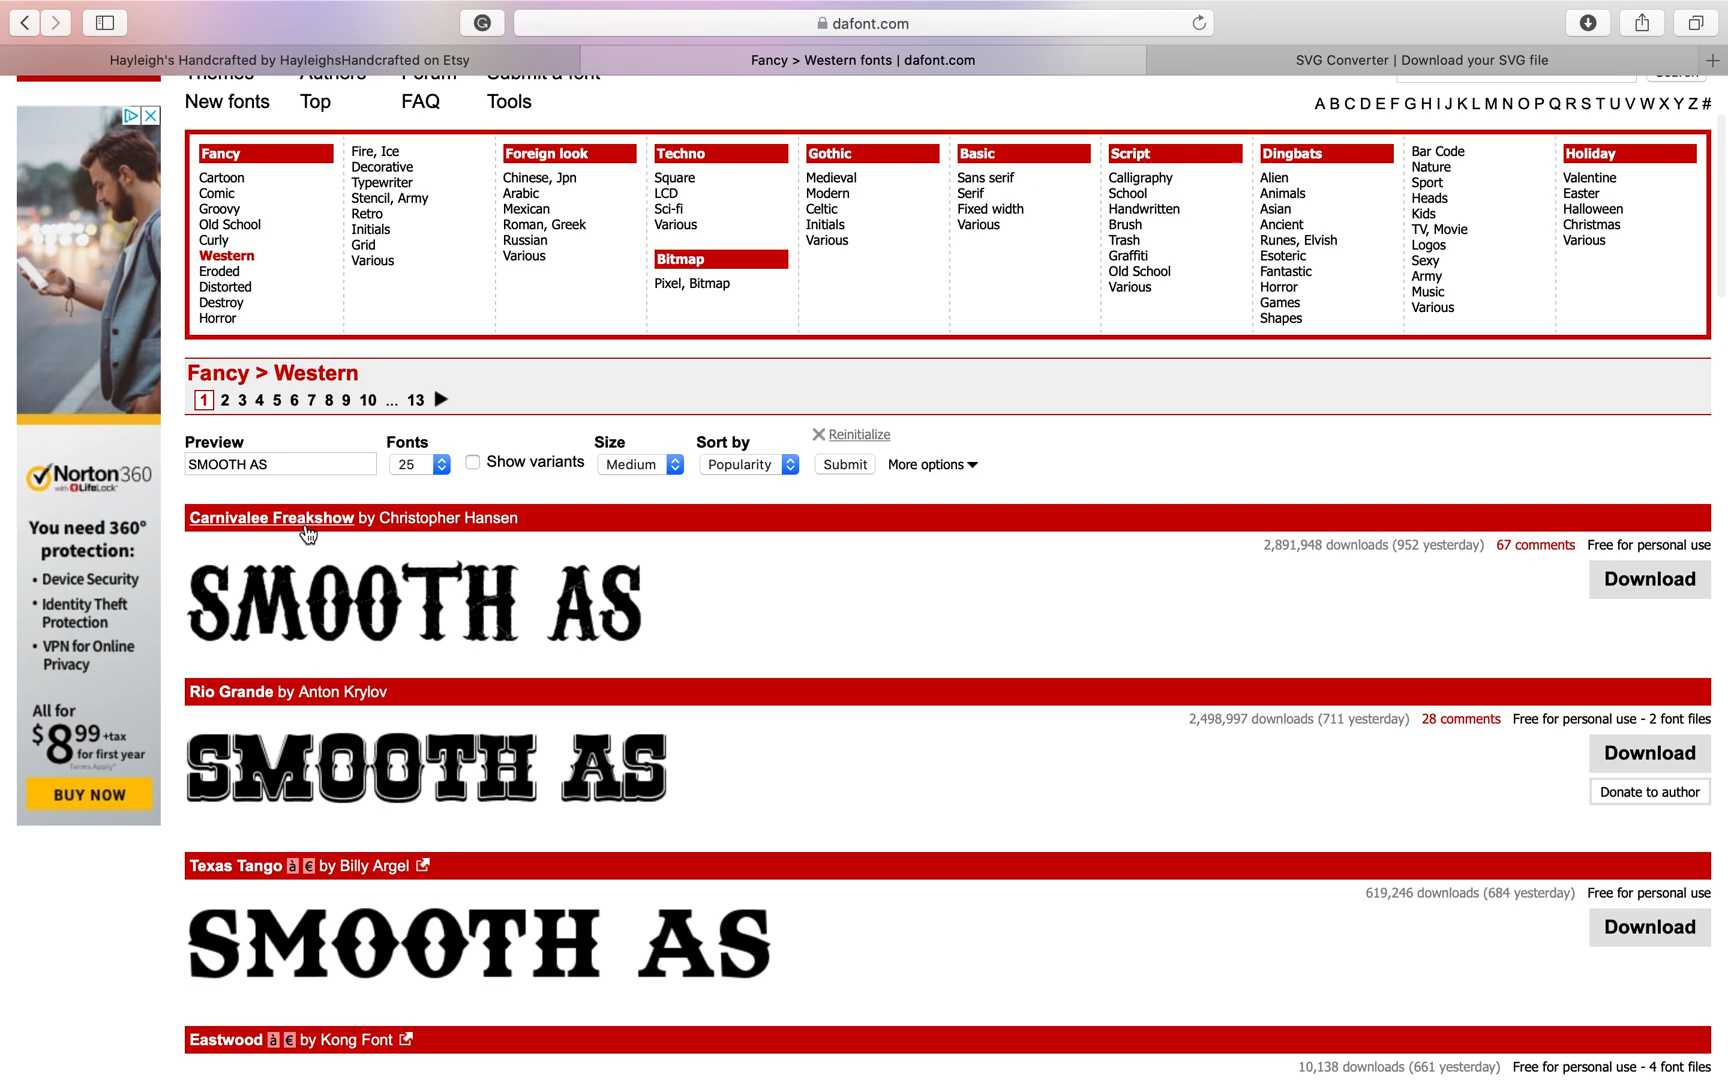 dafont.com
Hayleigh's Handcrafted by HayleighsHandcrafted on Etsy
Fancy > Western fonts | dafont.com
SVG Converter | Download your SVG file
Themes Authors Forum Submit a font
Search
New fonts Top FAQ Tools
A B C D E F G H I J K L M N O P Q R S T U V W X Y Z #
Fancy
Cartoon
Comic
Groovy
Old School
Curly
Western
Eroded
Distorted
Destroy
Horror
Fire, Ice
Decorative
Typewriter
Stencil, Army
Retro
Initials
Grid
Various
Foreign look
Chinese, Jpn
Arabic
Mexican
Roman, Greek
Russian
Various
Techno
Square
LCD
Sci-fi
Various
Bitmap
Pixel, Bitmap
Gothic
Medieval
Modern
Celtic
Initials
Various
Basic
Sans serif
Serif
Fixed width
Various
Script
Calligraphy
School
Handwritten
Brush
Trash
Graffiti
Old School
Various
Dingbats
Alien
Animals
Asian
Ancient
Runes, Elvish
Esoteric
Fantastic
Horror
Games
Shapes
Bar Code
Nature
Sport
Heads
Kids
TV, Movie
Logos
Sexy
Army
Music
Various
Holiday
Valentine
Easter
Halloween
Christmas
Various
Fancy > Western
1 2 3 4 5 6 7 8 9 10 ... 13
Preview Fonts Size Sort by Reinitialize
SMOOTH AS 25 Show variants Medium Popularity Submit More options
Carnivalee Freakshow by Christopher Hansen
2,891,948 downloads (952 yesterday) 67 comments Free for personal use
SMOOTH AS
Download
Rio Grande by Anton Krylov
2,498,997 downloads (711 yesterday) 28 comments Free for personal use - 2 font files
SMOOTH AS
Download
Donate to author
Texas Tango à € by Billy Argel
619,246 downloads (684 yesterday) Free for personal use
SMOOTH AS
Download
Eastwood à € by Kong Font
10,138 downloads (661 yesterday) Free for personal use - 4 font files
Norton360
with LifeLock
You need 360°
protection:
• Device Security
• Identity Theft
Protection
• VPN for Online
Privacy
All for
$8.99 +tax
for first year
Terms Apply*
BUY NOW